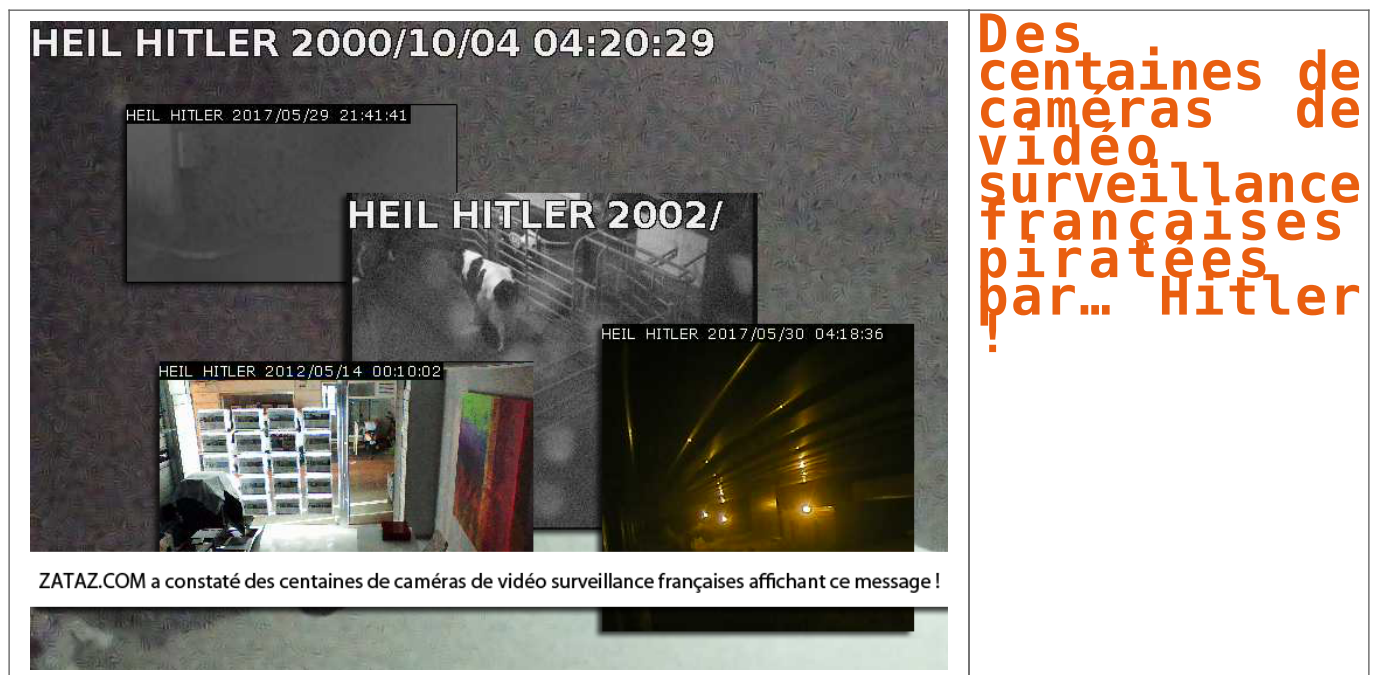 HEIL HITLER 2000/10/04 04:20:29
HEIL HITLER 2017/05/29 21:41:41
HEIL HITLER 2002/
HEIL HITLER 2017/05/30 04:18:36
HEIL HITLER 2012/05/14 00:10:02
ZATAZ.COM a constaté des centaines de caméras de vidéo surveillance françaises affichant ce message !
Des
centaines de
caméras de
vidéo
surveillance
françaises
piratées
par… Hitler
!